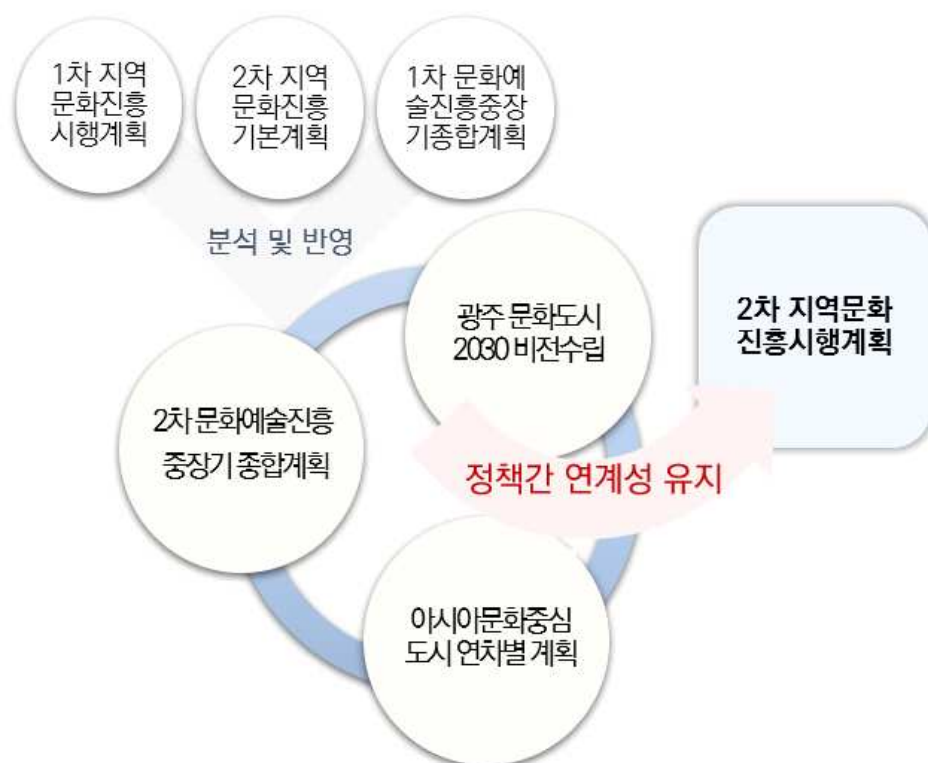 1차 지역
문화진흥
시행계획
2차 지역
문화진흥
기본계획
1차 문화예
술진흥중장
기종합계획
분석 및 반영
광주 문화도시
2030 비전수립
2차 지역문화
진흥시행계획
2차 문화예술진흥
중장기 종합계획
정책간 연계성 유지
아시아문화중심
도시 연차별 계획